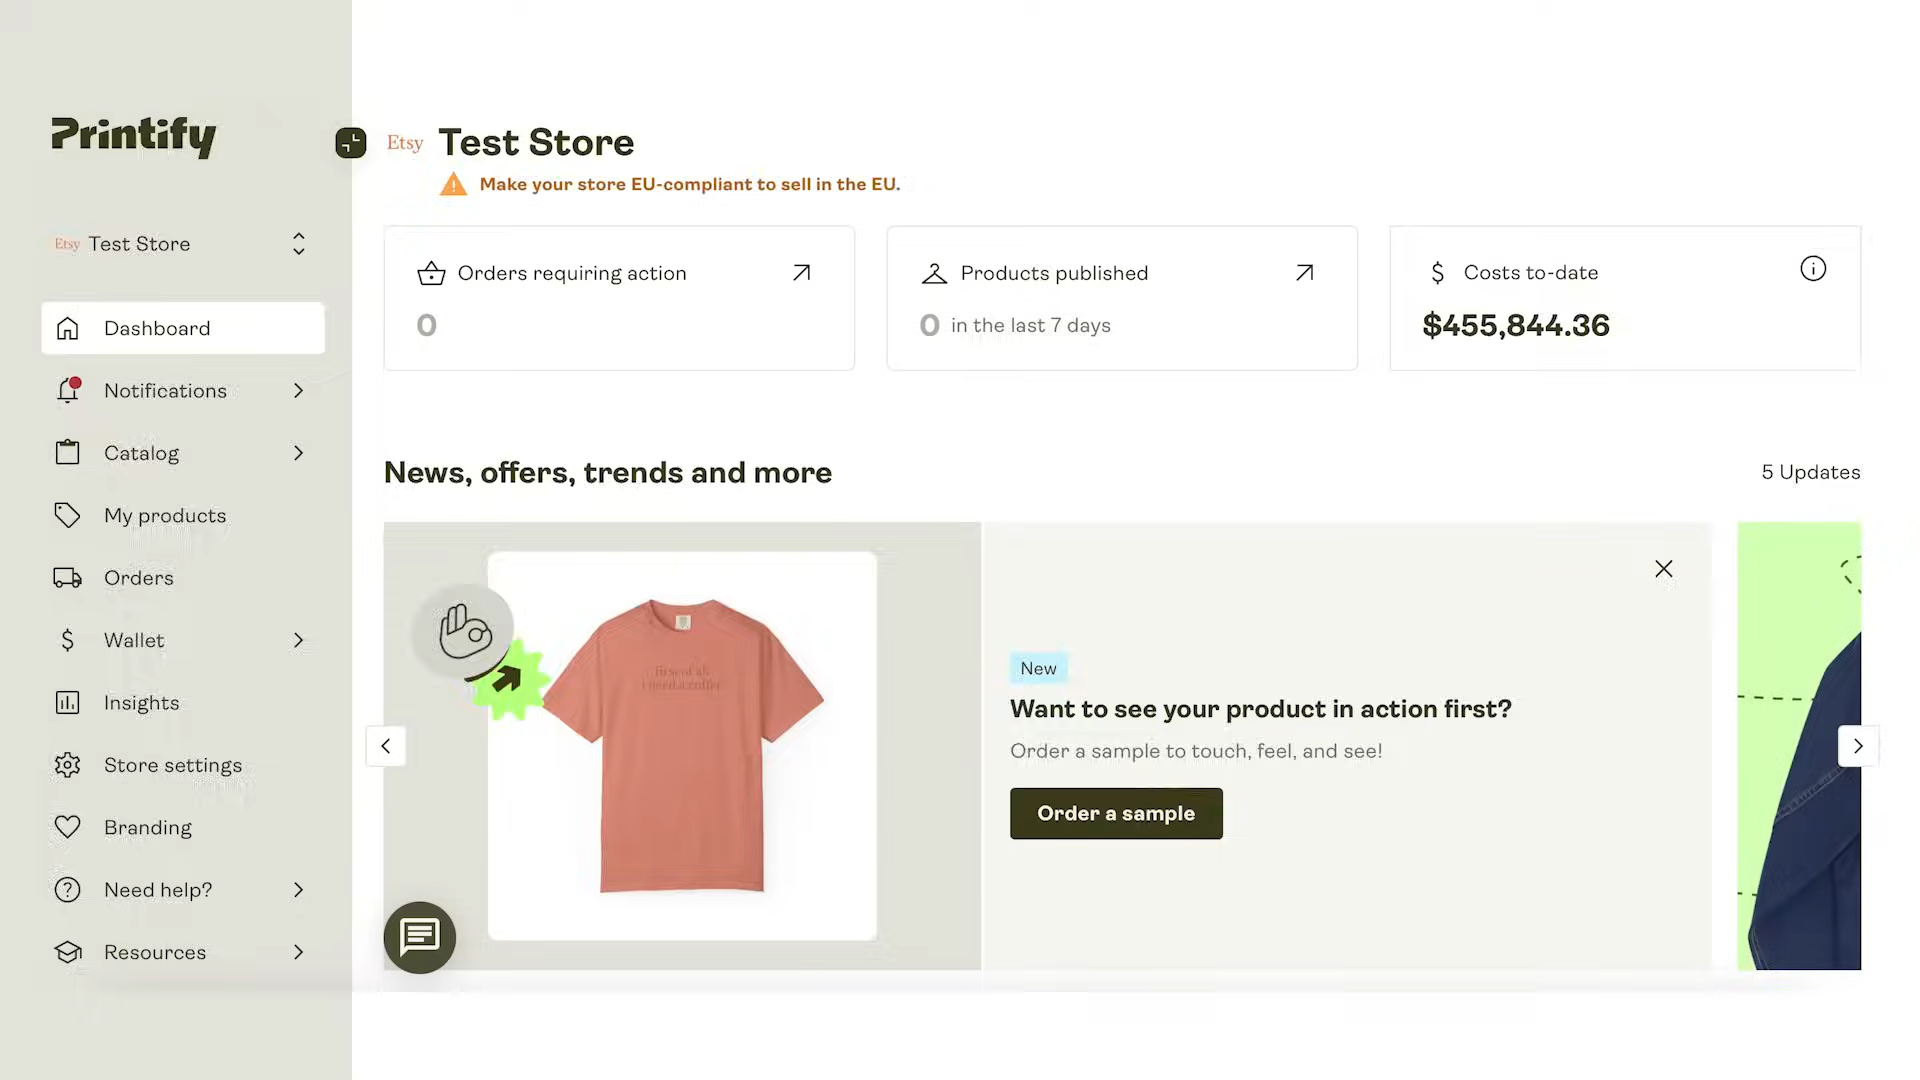 Printify
Etsy Test Store
Dashboard
Notifications
Catalog
My products
Orders
Wallet
Insights
Store settings
Branding
Need help?
Resources
Etsy Test Store
Make your store EU-compliant to sell in the EU.
Orders requiring action
0
Products published
0 in the last 7 days
Costs to-date
$455,844.36
News, offers, trends and more
5 Updates
New
Want to see your product in action first?
Order a sample to touch, feel, and see!
Order a sample